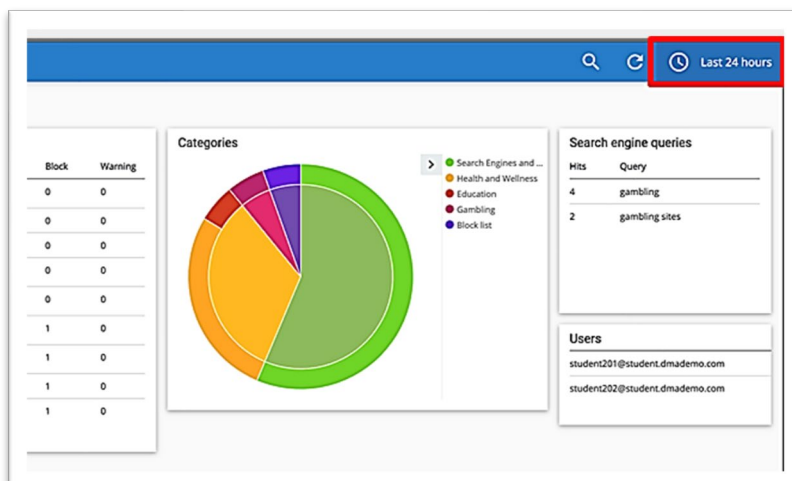 Last 24 hours
Block Warning
0 0
0 0
0 0
0 0
0 0
1 0
1 0
1 0
1 0
Categories
Search Engines and ...
Health and Wellness
Education
Gambling
Block list
Search engine queries
Hits Query
4 gambling
2 gambling sites
Users
student201@student.dmademo.com
student202@student.dmademo.com